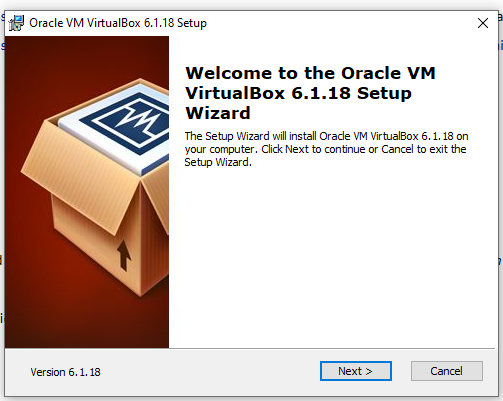 Oracle VM VirtualBox 6.1.18 Setup
Welcome to the Oracle VM
VirtualBox 6.1.18 Setup
Wizard
The Setup Wizard will install Oracle VM VirtualBox 6.1.18 on
your computer. Click Next to continue or Cancel to exit the
Setup Wizard.
Version 6.1.18
Next >
Cancel